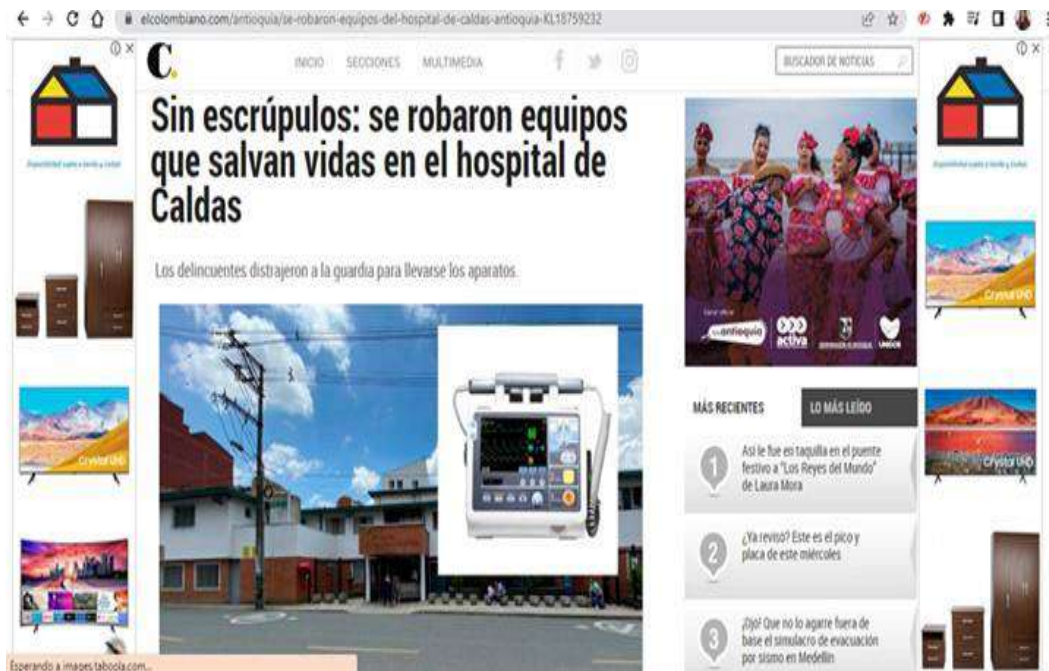 elcolombiano.com/antioquia/se-robaron-equipos-del-hospital-de-caldas-antioquia-KL18759232
C.
INICIO SECCIONES MULTIMEDIA
BUSCADOR DE NOTICIAS
Sin escrúpulos: se robaron equipos
que salvan vidas en el hospital de
Caldas
Los delincuentes distrajeron a la guardia para llevarse los aparatos.
antioquia
activa
UNIDOS
MÁS RECIENTES
LO MÁS LEÍDO
1
Así le fue en taquilla en el puente
festivo a "Los Reyes del Mundo"
de Laura Mora
2
¿Ya revisó? Este es el pico y
placa de este miércoles
3
¡Ojo! Que no lo agarre fuera de
base el simulacro de evacuación
por sismo en Medellín
Crystal UHD
Crystal UHD
Crystal UHD
Esperando a images.taboola.com...